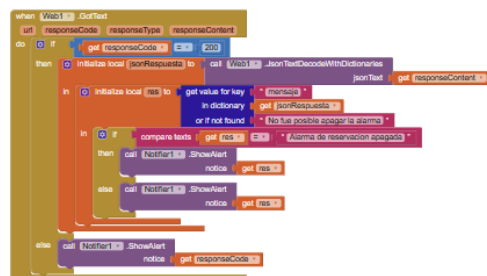 when Web1 .GotText
url responseCode responseType responseContent
do if get responseCode = 200
then initialize local jsonRespuesta to call Web1 .JsonTextDecodeWithDictionaries
jsonText get responseContent
in initialize local res to get value for key " mensaje "
in dictionary get jsonRespuesta
or if not found " No fue posible apagar la alarma "
in if compare texts get res = " Alarma de reservacion apagada "
then call Notifier1 .ShowAlert
notice get res
else call Notifier1 .ShowAlert
notice get res
else call Notifier1 .ShowAlert
notice get responseCode